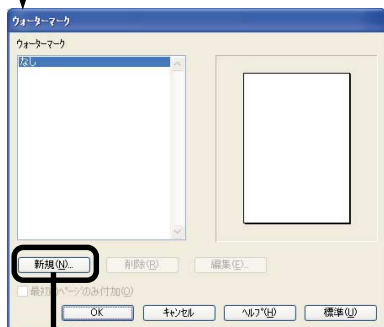 ウォーターマーク
ウォーターマーク
なし
新規(N)... 削除(R) 編集(E)...
最初のページのみ付加(O)
OK キャンセル ヘルプ(H) 標準(U)